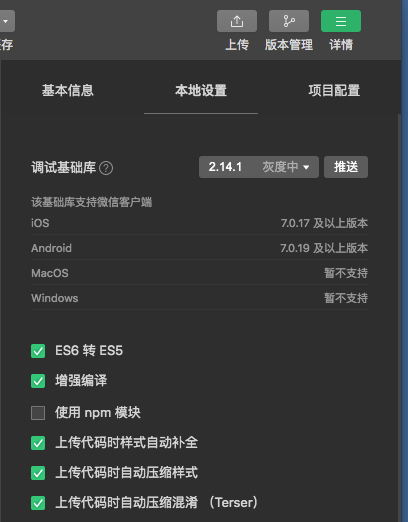 存
上传
版本管理
详情
基本信息
本地设置
项目配置
调试基础库 ?
2.14.1 灰度中
推送
该基础库支持微信客户端
iOS 7.0.17 及以上版本
Android 7.0.19 及以上版本
MacOS 暂不支持
Windows 暂不支持
ES6 转 ES5
增强编译
使用 npm 模块
上传代码时样式自动补全
上传代码时自动压缩样式
上传代码时自动压缩混淆 （Terser）